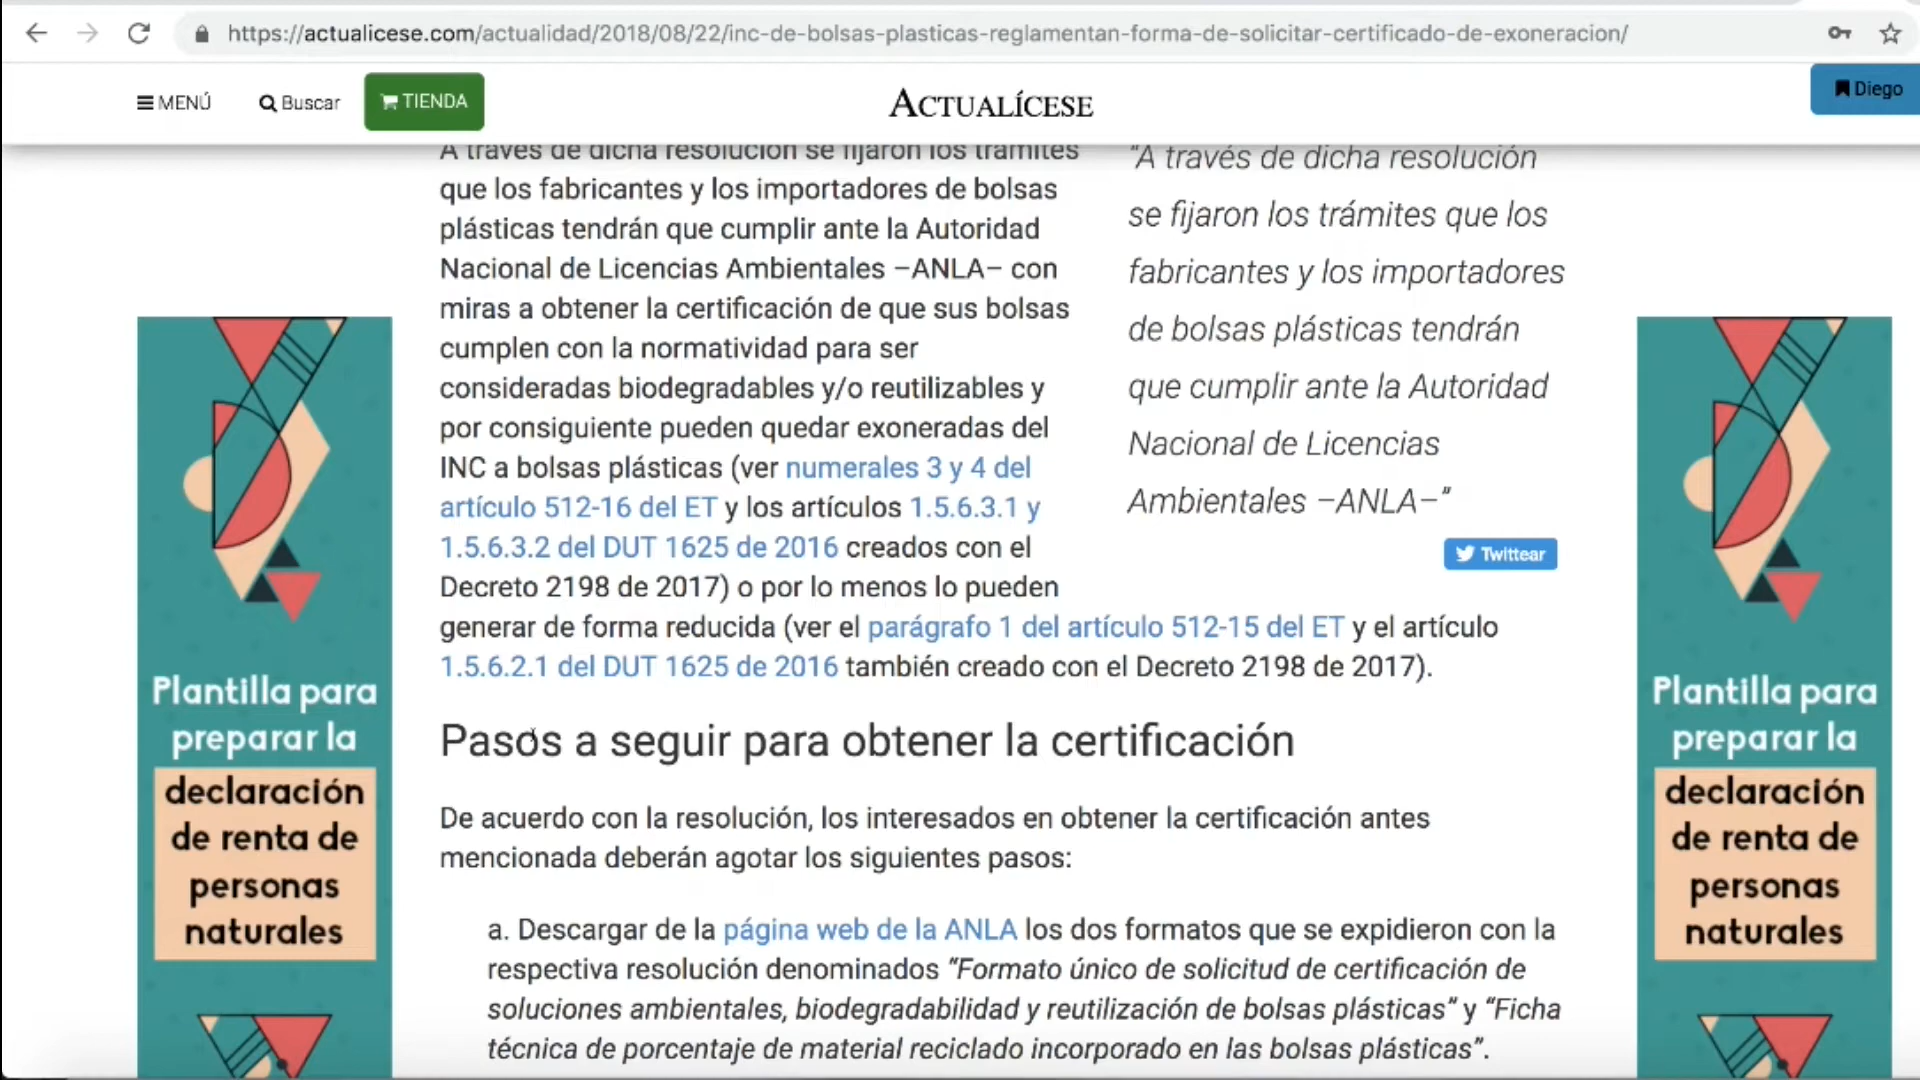 https://actualicese.com/actualidad/2018/08/22/inc-de-bolsas-plasticas-reglamentan-forma-de-solicitar-certificado-de-exoneracion/
MENÚ
Buscar
TIENDA
ACTUALÍCESE
Diego
A través de dicha resolución se fijaron los trámites
que los fabricantes y los importadores de bolsas
plásticas tendrán que cumplir ante la Autoridad
Nacional de Licencias Ambientales –ANLA– con
miras a obtener la certificación de que sus bolsas
cumplen con la normatividad para ser
consideradas biodegradables y/o reutilizables y
por consiguiente pueden quedar exoneradas del
INC a bolsas plásticas (ver numerales 3 y 4 del
artículo 512-16 del ET y los artículos 1.5.6.3.1 y
1.5.6.3.2 del DUT 1625 de 2016 creados con el
Decreto 2198 de 2017) o por lo menos lo pueden
generar de forma reducida (ver el parágrafo 1 del artículo 512-15 del ET y el artículo
1.5.6.2.1 del DUT 1625 de 2016 también creado con el Decreto 2198 de 2017).
“A través de dicha resolución
se fijaron los trámites que los
fabricantes y los importadores
de bolsas plásticas tendrán
que cumplir ante la Autoridad
Nacional de Licencias
Ambientales –ANLA–”
Twittear
Pasos a seguir para obtener la certificación
De acuerdo con la resolución, los interesados en obtener la certificación antes
mencionada deberán agotar los siguientes pasos:
a. Descargar de la página web de la ANLA los dos formatos que se expidieron con la
respectiva resolución denominados “Formato único de solicitud de certificación de
soluciones ambientales, biodegradabilidad y reutilización de bolsas plásticas” y “Ficha
técnica de porcentaje de material reciclado incorporado en las bolsas plásticas”.
Plantilla para
preparar la
declaración
de renta de
personas
naturales
Plantilla para
preparar la
declaración
de renta de
personas
naturales